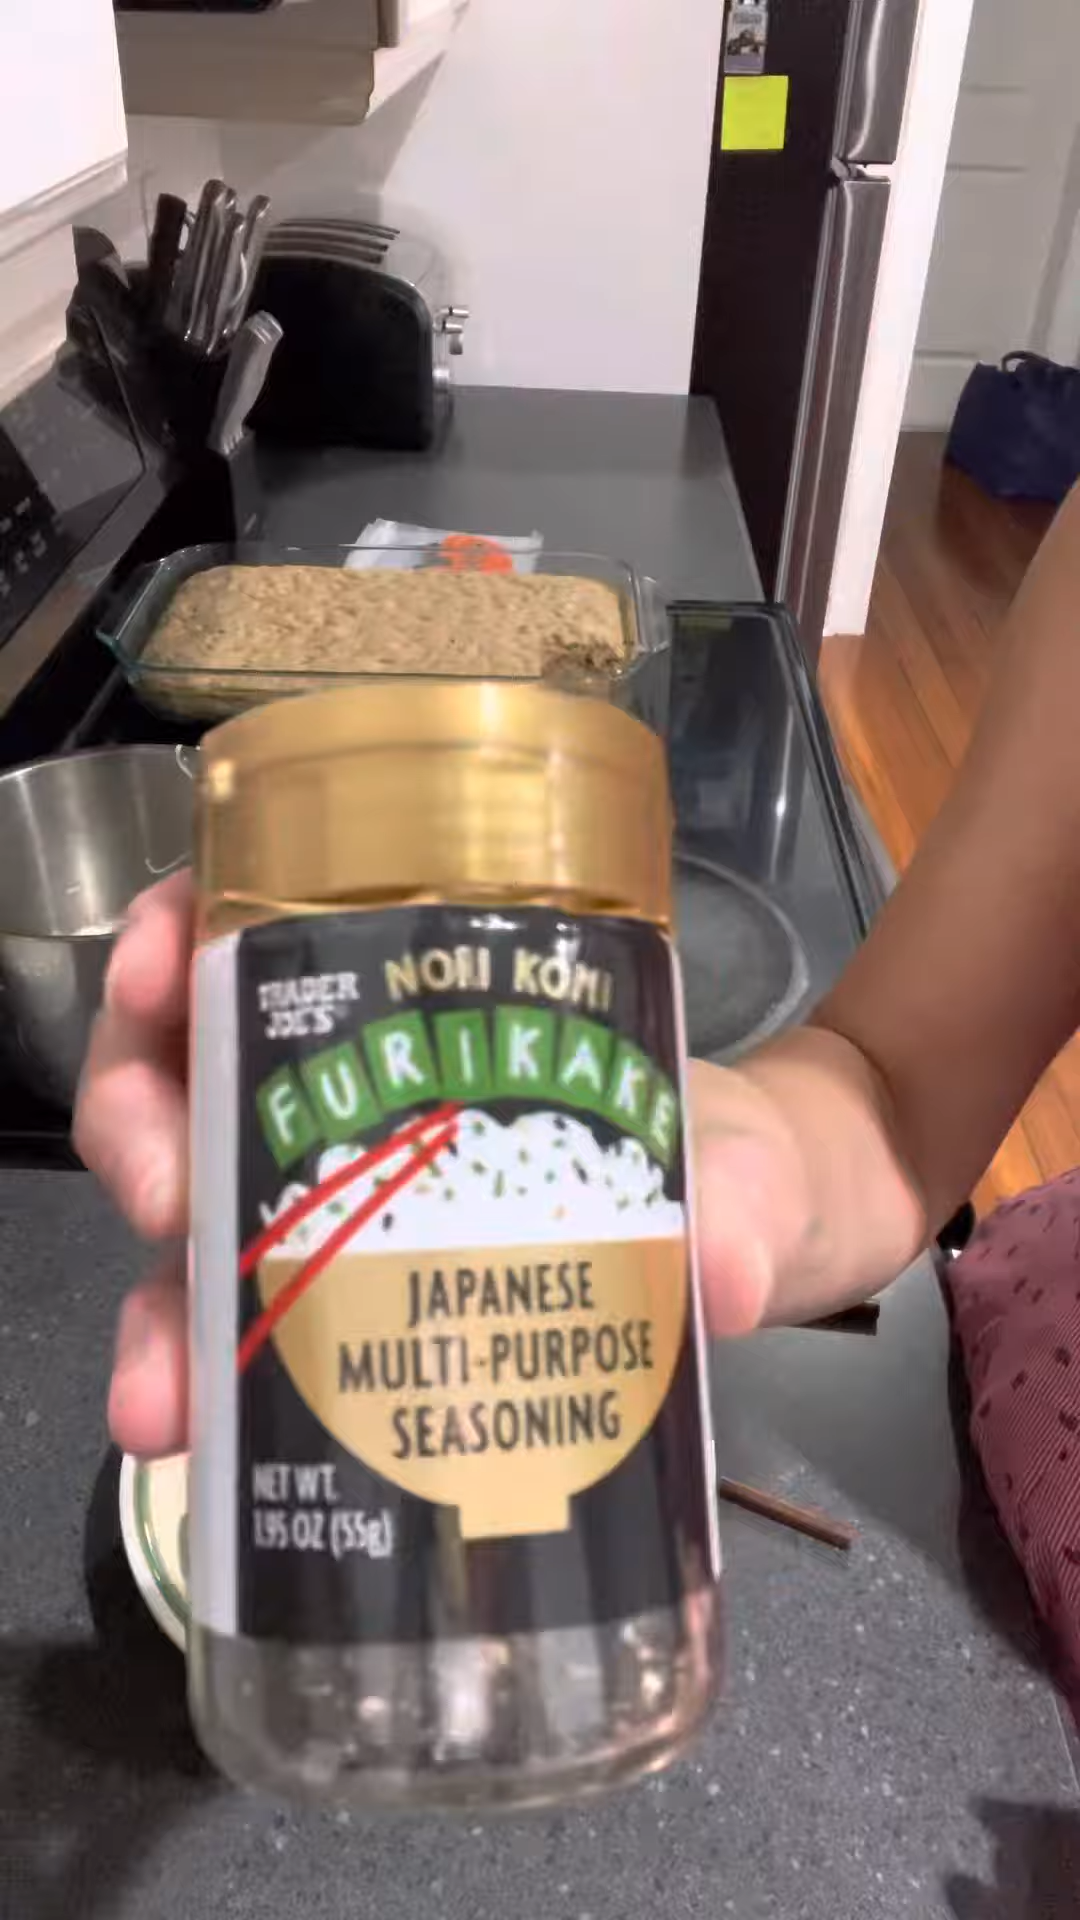 TRADER
JOE'S
NORI KOMI
FURIKAKE
JAPANESE
MULTI-PURPOSE
SEASONING
NET WT.
1.95 OZ (55g)